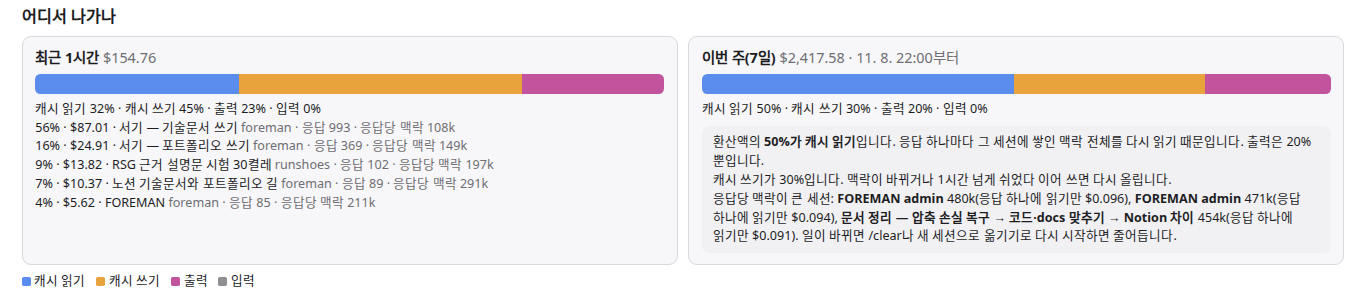 어디서 나가나
최근 1시간 $154.76
캐시 읽기 32% · 캐시 쓰기 45% · 출력 23% · 입력 0%
56% · $87.01 · 서기 — 기술문서 쓰기 foreman · 응답 993 · 응답당 맥락 108k
16% · $24.91 · 서기 — 포트폴리오 쓰기 foreman · 응답 369 · 응답당 맥락 149k
9% · $13.82 · RSG 근거 설명문 시험 30컬레 runshoes · 응답 102 · 응답당 맥락 197k
7% · $10.37 · 노션 기술문서와 포트폴리오 길 foreman · 응답 89 · 응답당 맥락 291k
4% · $5.62 · FOREMAN foreman · 응답 85 · 응답당 맥락 211k
이번 주(7일) $2,417.58 · 11. 8. 22:00부터
캐시 읽기 50% · 캐시 쓰기 30% · 출력 20% · 입력 0%
환산액의 50%가 캐시 읽기입니다. 응답 하나마다 그 세션에 쌓인 맥락 전체를 다시 읽기 때문입니다. 출력은 20%
뿐입니다.
캐시 쓰기가 30%입니다. 맥락이 바뀌거나 1시간 넘게 쉬었다 이어 쓰면 다시 올립니다.
응답당 맥락이 큰 세션: FOREMAN admin 480k(응답 하나에 읽기만 $0.096), FOREMAN admin 471k(응답
하나에 읽기만 $0.094), 문서 정리 — 압축 손실 복구 → 코드·docs 맞추기 → Notion 차이 454k(응답 하나에
읽기만 $0.091). 일이 바뀌면 /clear나 새 세션으로 옮기기로 다시 시작하면 줄어듭니다.
캐시 읽기 캐시 쓰기 출력 입력